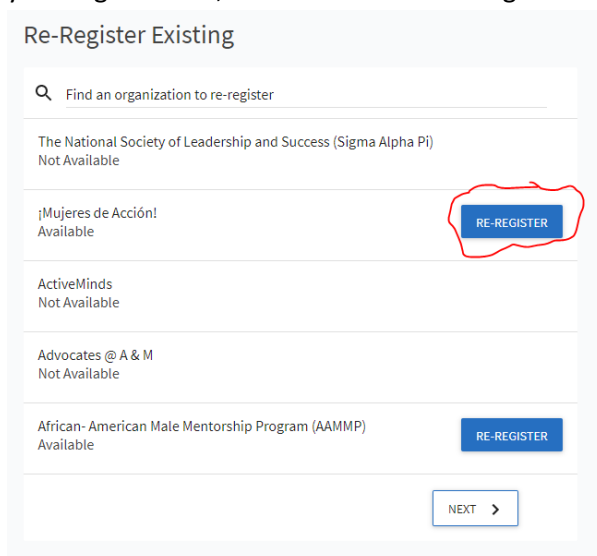 Re-Register Existing
Find an organization to re-register
The National Society of Leadership and Success (Sigma Alpha Pi)
Not Available
¡Mujeres de Acción!
Available
RE-REGISTER
ActiveMinds
Not Available
Advocates @ A & M
Not Available
African- American Male Mentorship Program (AAMMP)
Available
RE-REGISTER
NEXT